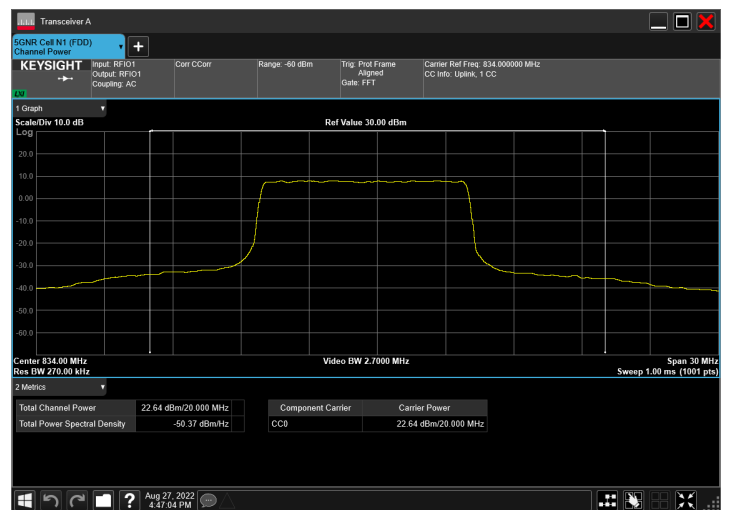 Transceiver A
5GNR Cell N1 (FDD)
Channel Power
KEYSIGHT
LXI
Input: RFIO1
Output: RFIO1
Coupling: AC
Corr CCorr
Range: -60 dBm
Trig: Prot Frame
Aligned
Gate: FFT
Carrier Ref Freq: 834.000000 MHz
CC Info: Uplink, 1 CC
1 Graph
Scale/Div 10.0 dB
Ref Value 30.00 dBm
Log
20.0
10.0
0.00
-10.0
-20.0
-30.0
-40.0
-50.0
-60.0
Center 834.00 MHz
Video BW 2.7000 MHz
Span 30 MHz
Res BW 270.00 kHz
Sweep 1.00 ms (1001 pts)
2 Metrics
Total Channel Power 22.64 dBm/20.000 MHz
Total Power Spectral Density -50.37 dBm/Hz
Component Carrier Carrier Power
CC0 22.64 dBm/20.000 MHz
?
Aug 27, 2022
4:47:04 PM